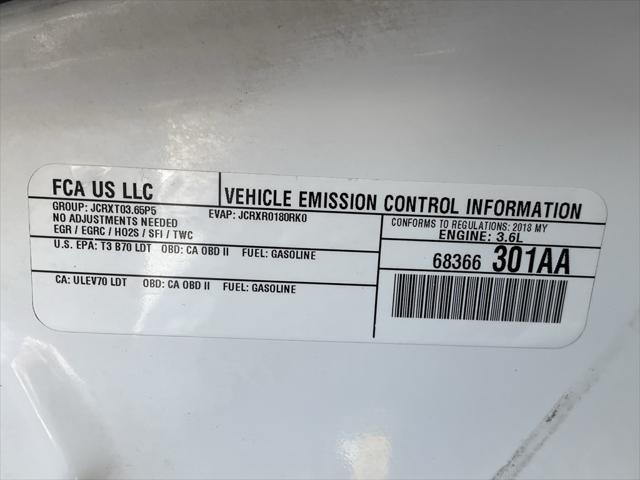 FCA US LLC
VEHICLE EMISSION CONTROL INFORMATION
GROUP: JCRXT03.65P5 EVAP: JCRXR0180RK0
NO ADJUSTMENTS NEEDED
EGR / EGRC / HO2S / SFI / TWC
CONFORMS TO REGULATIONS: 2018 MY
ENGINE: 3.6L
U.S. EPA: T3 B70 LDT OBD: CA OBD II FUEL: GASOLINE
68366 301AA
CA: ULEV70 LDT OBD: CA OBD II FUEL: GASOLINE